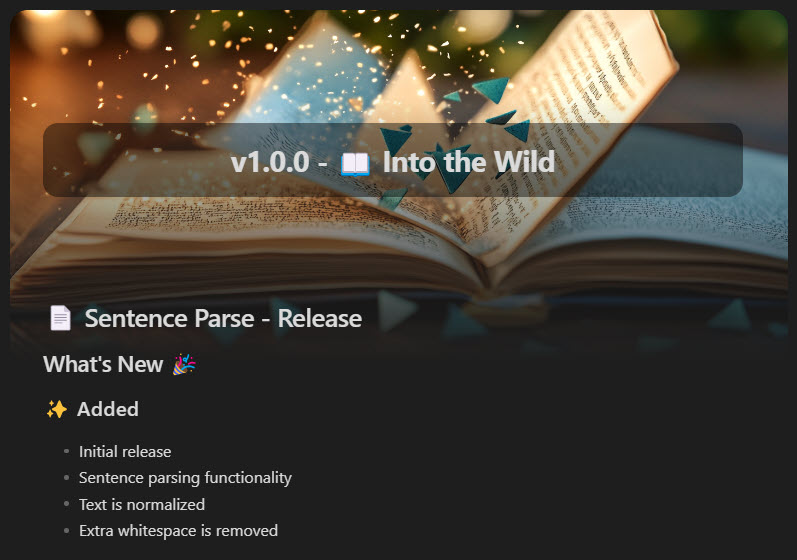 v1.0.0 - 📖 Into the Wild
📄 Sentence Parse - Release
What's New 🎉
✨ Added
• Initial release
• Sentence parsing functionality
• Text is normalized
• Extra whitespace is removed